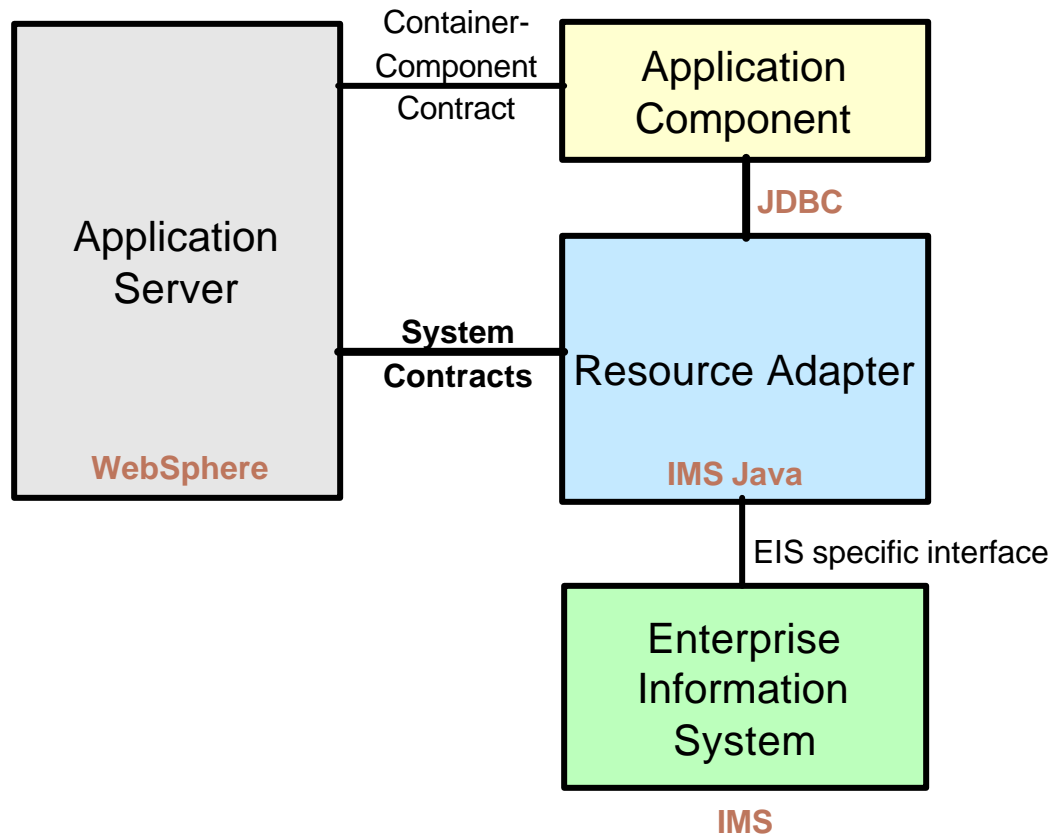 Container-
Component
Contract
Application
Component
JDBC
Application
Server
System
Contracts
Resource Adapter
WebSphere
IMS Java
EIS specific interface
Enterprise
Information
System
IMS